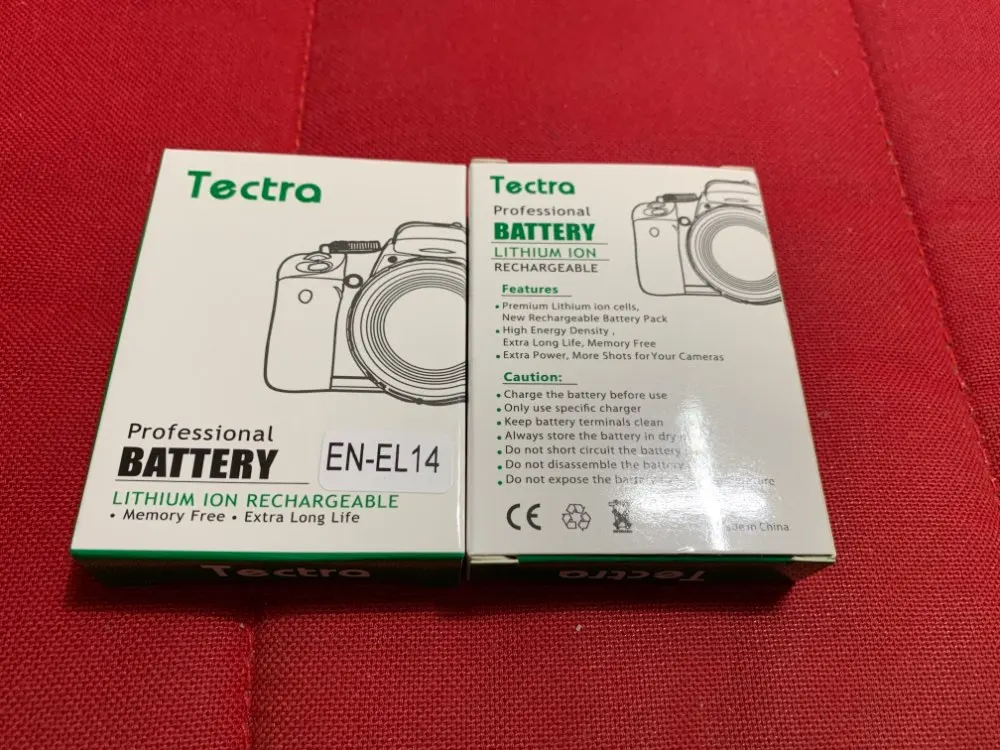 Tectra
Professional
BATTERY
EN-EL14
LITHIUM ION RECHARGEABLE
• Memory Free • Extra Long Life
Tectra
Tectra
Professional
BATTERY
LITHIUM ION
RECHARGEABLE
Features
• Premium Lithium ion cells,
New Rechargeable Battery Pack
• High Energy Density ,
Extra Long Life, Memory Free
• Extra Power, More Shots for Your Cameras
Caution:
• Charge the battery before use
• Only use specific charger
• Keep battery terminals clean
• Always store the battery in dry
• Do not short circuit the battery
• Do not disassemble the battery
• Do not expose the
CE
in China.
Tectra